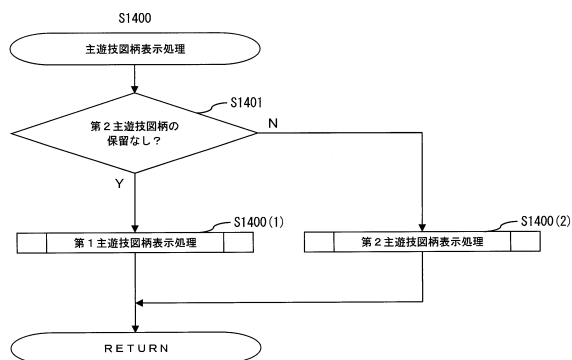 S1400
主遊技図柄表示処理
S1401
第2主遊技図柄の
保留なし?
N
Y
S1400(1)
第1主遊技図柄表示処理
S1400(2)
第2主遊技図柄表示処理
RETURN